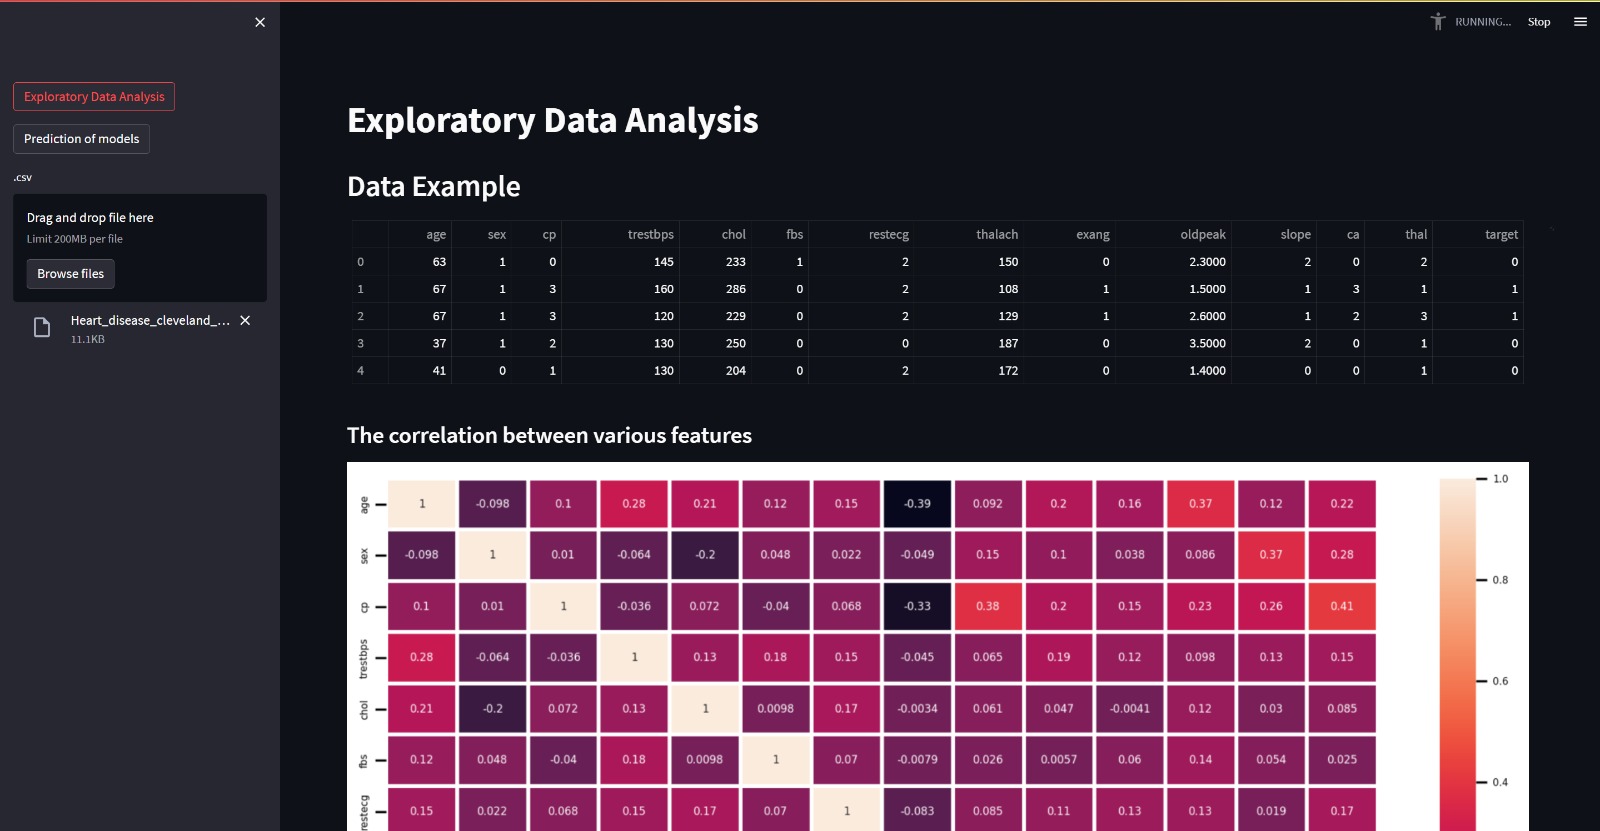 RUNNING...
Stop
Exploratory Data Analysis
Prediction of models
.csv
Drag and drop file here
Limit 200MB per file
Browse files
Heart_disease_cleveland_...
11.1KB
Exploratory Data Analysis
Data Example
age sex cp trestbps chol fbs restecg thalach exang oldpeak slope ca thal target
0 63 1 0 145 233 1 2 150 0 2.3000 2 0 2 0
1 67 1 3 160 286 0 2 108 1 1.5000 1 3 1 1
2 67 1 3 120 229 0 2 129 1 2.6000 1 2 3 1
3 37 1 2 130 250 0 0 187 0 3.5000 2 0 1 0
4 41 0 1 130 204 0 2 172 0 1.4000 0 0 1 0
The correlation between various features
age 1 -0.098 0.1 0.28 0.21 0.12 0.15 -0.39 0.092 0.2 0.16 0.37 0.12 0.22
sex -0.098 1 0.01 -0.064 -0.2 0.048 0.022 -0.049 0.15 0.1 0.038 0.086 0.37 0.28
cp 0.1 0.01 1 -0.036 0.072 -0.04 0.068 -0.33 0.38 0.2 0.15 0.23 0.26 0.41
trestbps 0.28 -0.064 -0.036 1 0.13 0.18 0.15 -0.045 0.065 0.19 0.12 0.098 0.13 0.15
chol 0.21 -0.2 0.072 0.13 1 0.0098 0.17 -0.0034 0.061 0.047 -0.0041 0.12 0.03 0.085
fbs 0.12 0.048 -0.04 0.18 0.0098 1 0.07 -0.0079 0.026 0.0057 0.06 0.14 0.054 0.025
restecg 0.15 0.022 0.068 0.15 0.17 0.07 1 -0.083 0.085 0.11 0.13 0.13 0.019 0.17
1.0
0.8
0.6
0.4